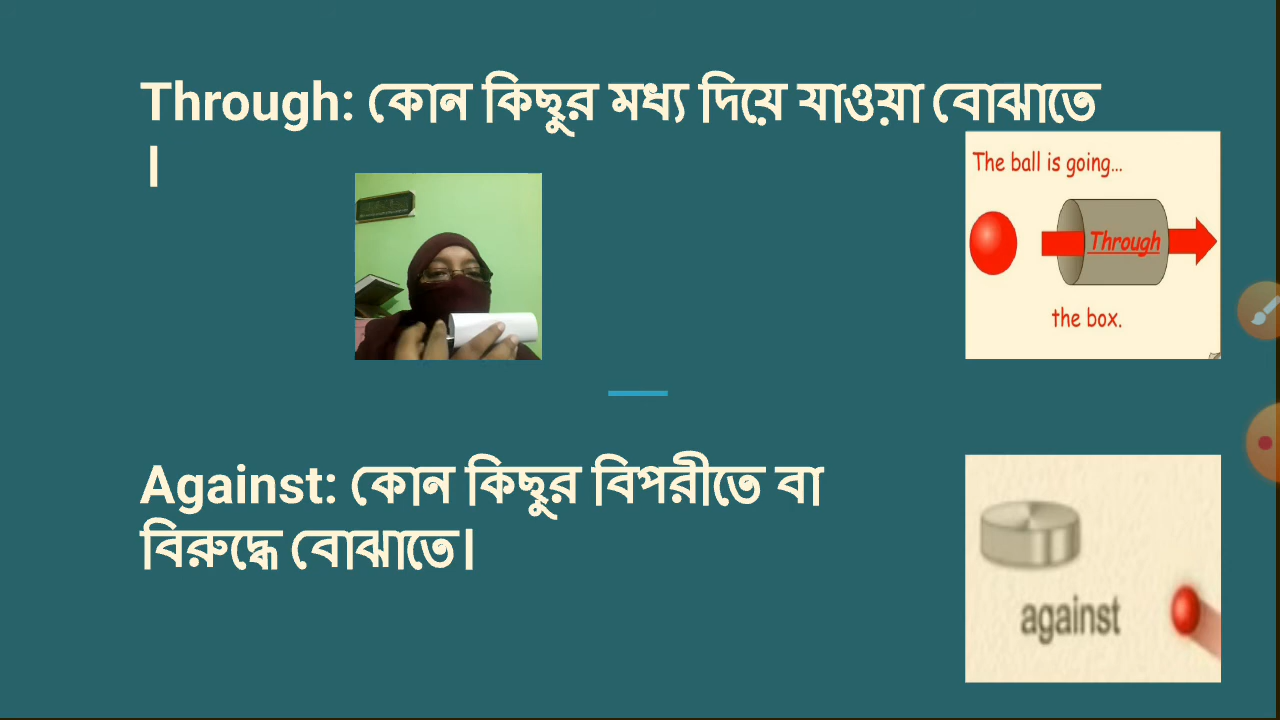 Through: কোন কিছুর মধ্য দিয়ে যাওয়া বোঝাতে
।
The ball is going...
Through
the box.
Against: কোন কিছুর বিপরীতে বা
বিরুদ্ধে বোঝাতে।
against